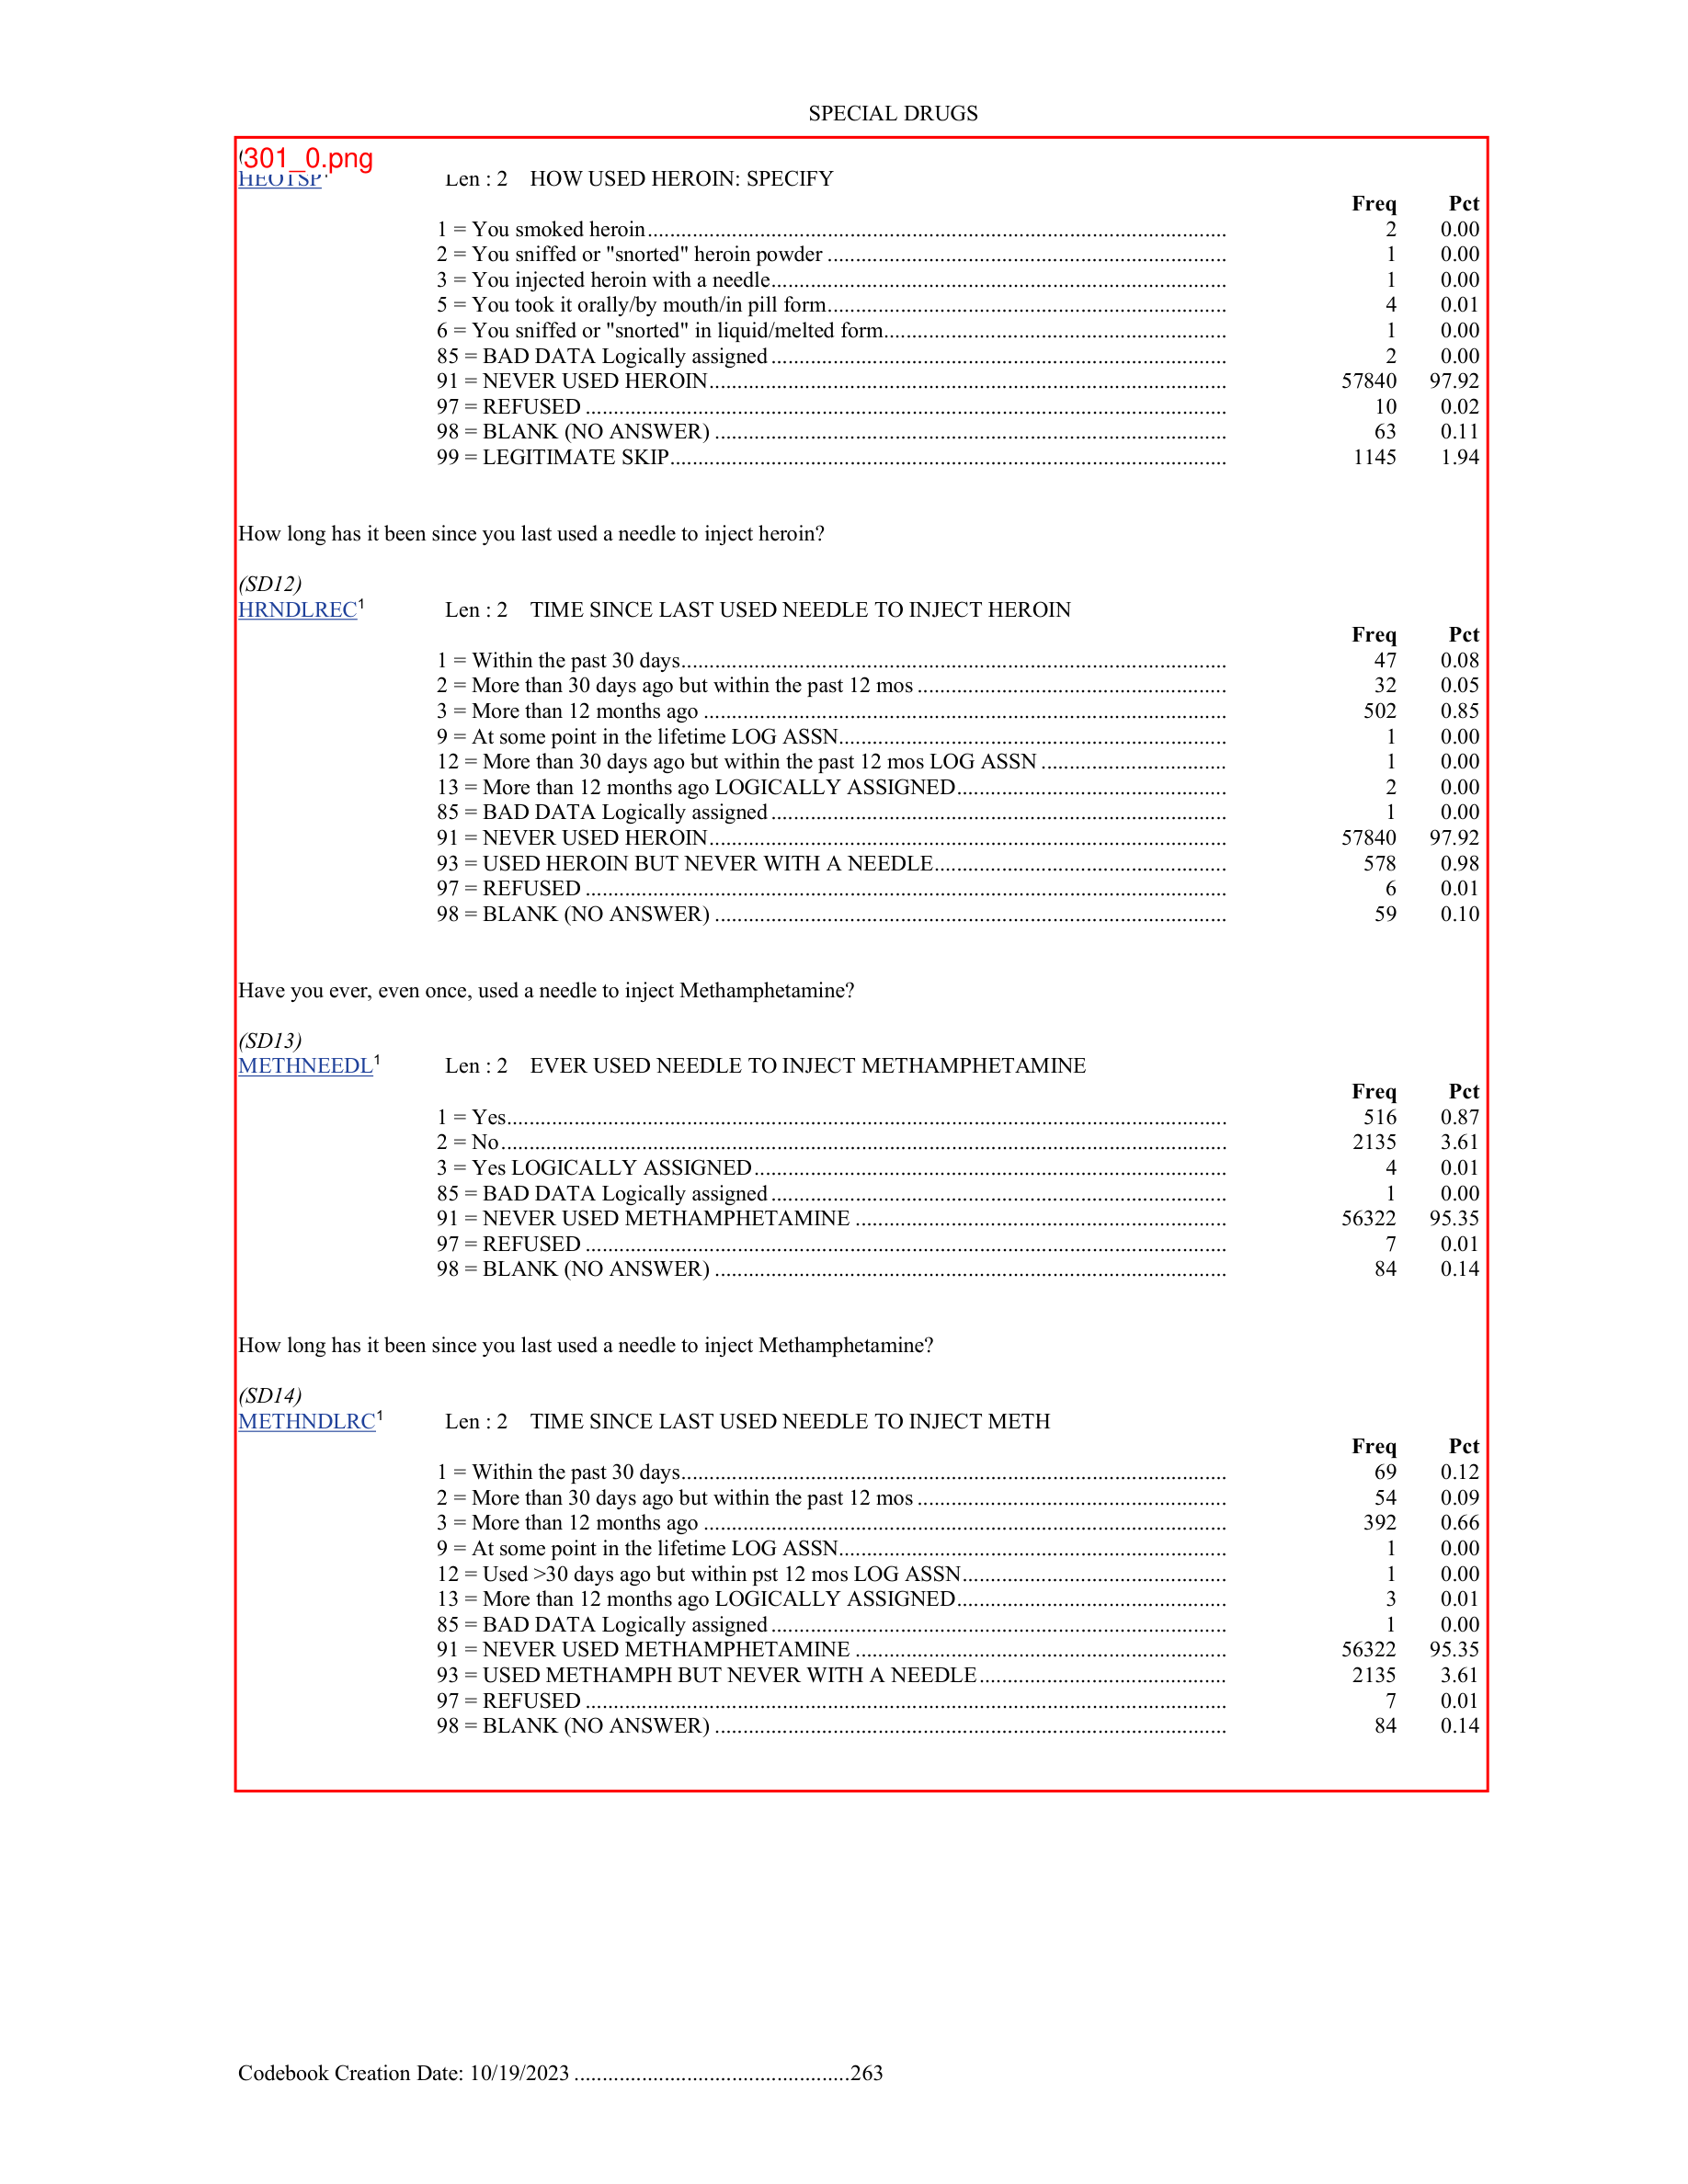 SPECIAL DRUGS
301_0.png
HEOTSP Len : 2 HOW USED HEROIN: SPECIFY
Freq Pct
1 = You smoked heroin 2 0.00
2 = You sniffed or "snorted" heroin powder 1 0.00
3 = You injected heroin with a needle 1 0.00
5 = You took it orally/by mouth/in pill form 4 0.01
6 = You sniffed or "snorted" in liquid/melted form 1 0.00
85 = BAD DATA Logically assigned 2 0.00
91 = NEVER USED HEROIN 57840 97.92
97 = REFUSED 10 0.02
98 = BLANK (NO ANSWER) 63 0.11
99 = LEGITIMATE SKIP 1145 1.94
How long has it been since you last used a needle to inject heroin?
(SD12)
HRNDLREC¹ Len : 2 TIME SINCE LAST USED NEEDLE TO INJECT HEROIN
Freq Pct
1 = Within the past 30 days 47 0.08
2 = More than 30 days ago but within the past 12 mos 32 0.05
3 = More than 12 months ago 502 0.85
9 = At some point in the lifetime LOG ASSN 1 0.00
12 = More than 30 days ago but within the past 12 mos LOG ASSN 1 0.00
13 = More than 12 months ago LOGICALLY ASSIGNED 2 0.00
85 = BAD DATA Logically assigned 1 0.00
91 = NEVER USED HEROIN 57840 97.92
93 = USED HEROIN BUT NEVER WITH A NEEDLE 578 0.98
97 = REFUSED 6 0.01
98 = BLANK (NO ANSWER) 59 0.10
Have you ever, even once, used a needle to inject Methamphetamine?
(SD13)
METHNEEDL¹ Len : 2 EVER USED NEEDLE TO INJECT METHAMPHETAMINE
Freq Pct
1 = Yes 516 0.87
2 = No 2135 3.61
3 = Yes LOGICALLY ASSIGNED 4 0.01
85 = BAD DATA Logically assigned 1 0.00
91 = NEVER USED METHAMPHETAMINE 56322 95.35
97 = REFUSED 7 0.01
98 = BLANK (NO ANSWER) 84 0.14
How long has it been since you last used a needle to inject Methamphetamine?
(SD14)
METHNDLRC¹ Len : 2 TIME SINCE LAST USED NEEDLE TO INJECT METH
Freq Pct
1 = Within the past 30 days 69 0.12
2 = More than 30 days ago but within the past 12 mos 54 0.09
3 = More than 12 months ago 392 0.66
9 = At some point in the lifetime LOG ASSN 1 0.00
12 = Used >30 days ago but within pst 12 mos LOG ASSN 1 0.00
13 = More than 12 months ago LOGICALLY ASSIGNED 3 0.01
85 = BAD DATA Logically assigned 1 0.00
91 = NEVER USED METHAMPHETAMINE 56322 95.35
93 = USED METHAMPH BUT NEVER WITH A NEEDLE 2135 3.61
97 = REFUSED 7 0.01
98 = BLANK (NO ANSWER) 84 0.14
Codebook Creation Date: 10/19/2023 263